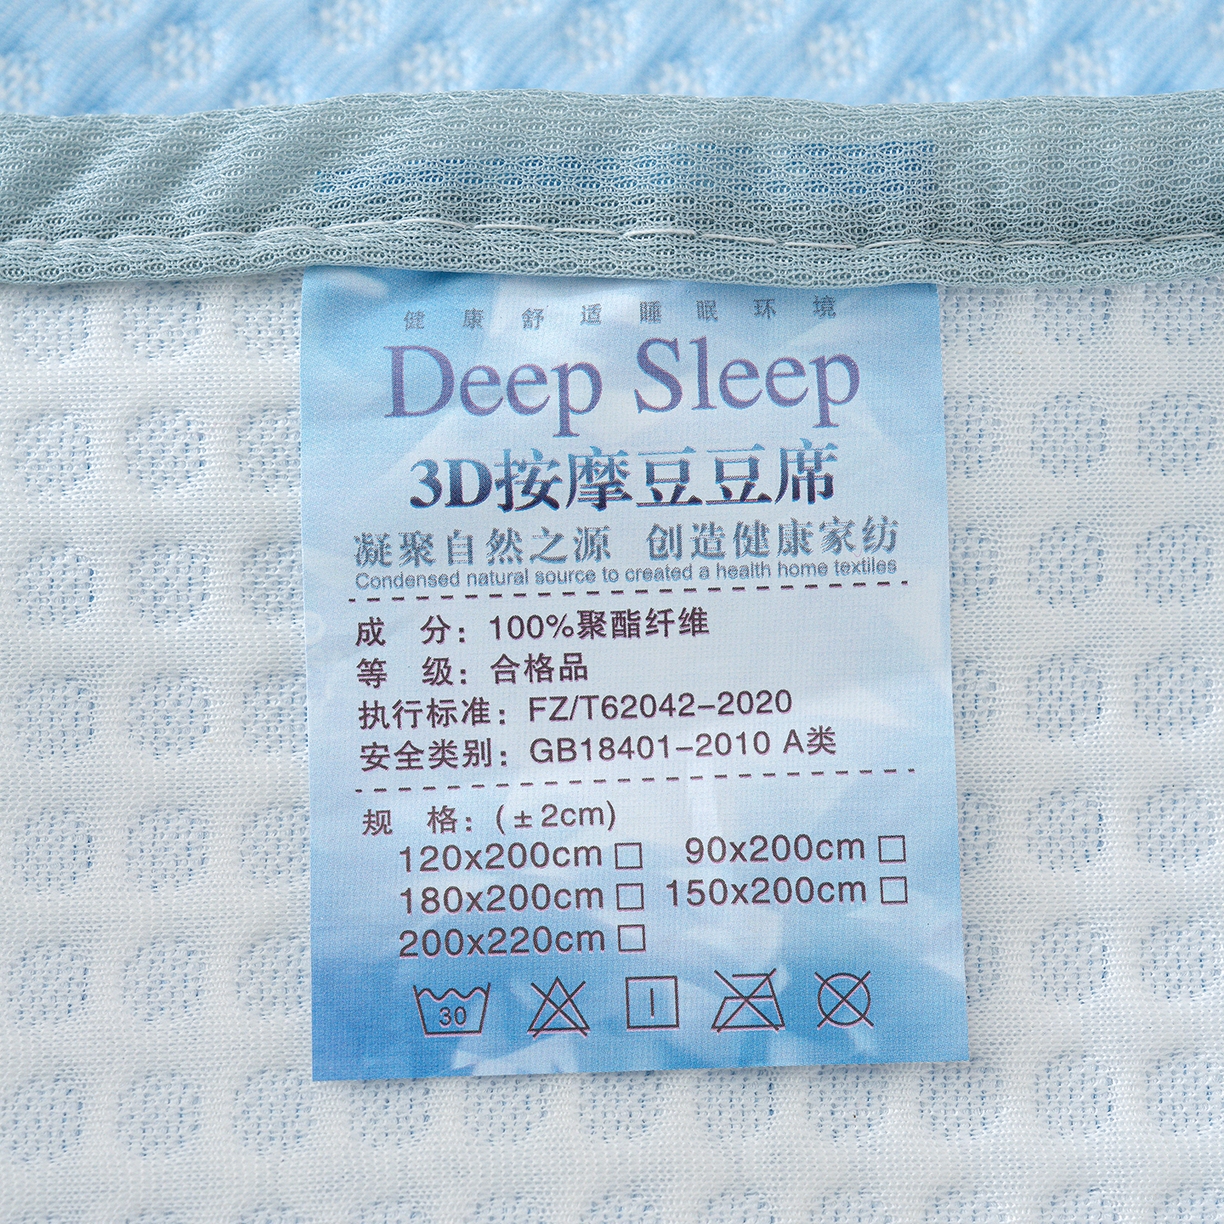 健康舒适睡眠环境
Deep Sleep
3D按摩豆豆席
凝聚自然之源 创造健康家纺
Condensed natural source to created a health home textiles
成 分：100%聚酯纤维
等 级：合格品
执行标准：FZ/T62042-2020
安全类别：GB18401-2010 A类
规 格：(±2cm)
120x200cm□ 90x200cm□
180x200cm□ 150x200cm□
200x220cm□
30